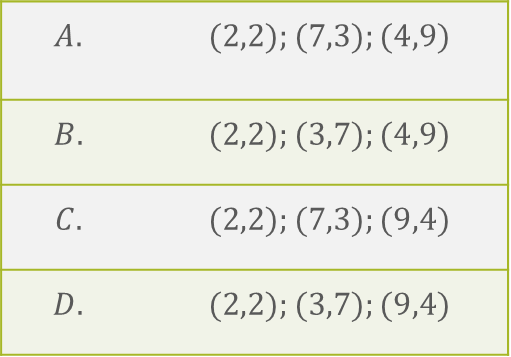 A. (2,2); (7,3); (4,9)
B. (2,2); (3,7); (4,9)
C. (2,2); (7,3); (9,4)
D. (2,2); (3,7); (9,4)